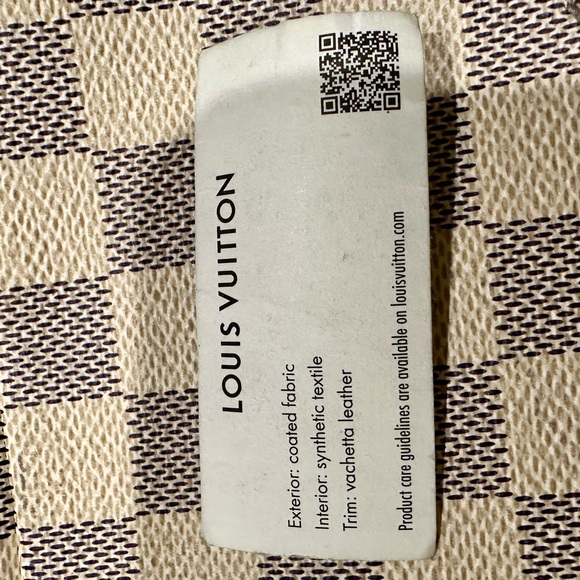 LOUIS VUITTON
Exterior: coated fabric
Interior: synthetic textile
Trim: vachetta leather
Product care guidelines are available on louisvuitton.com